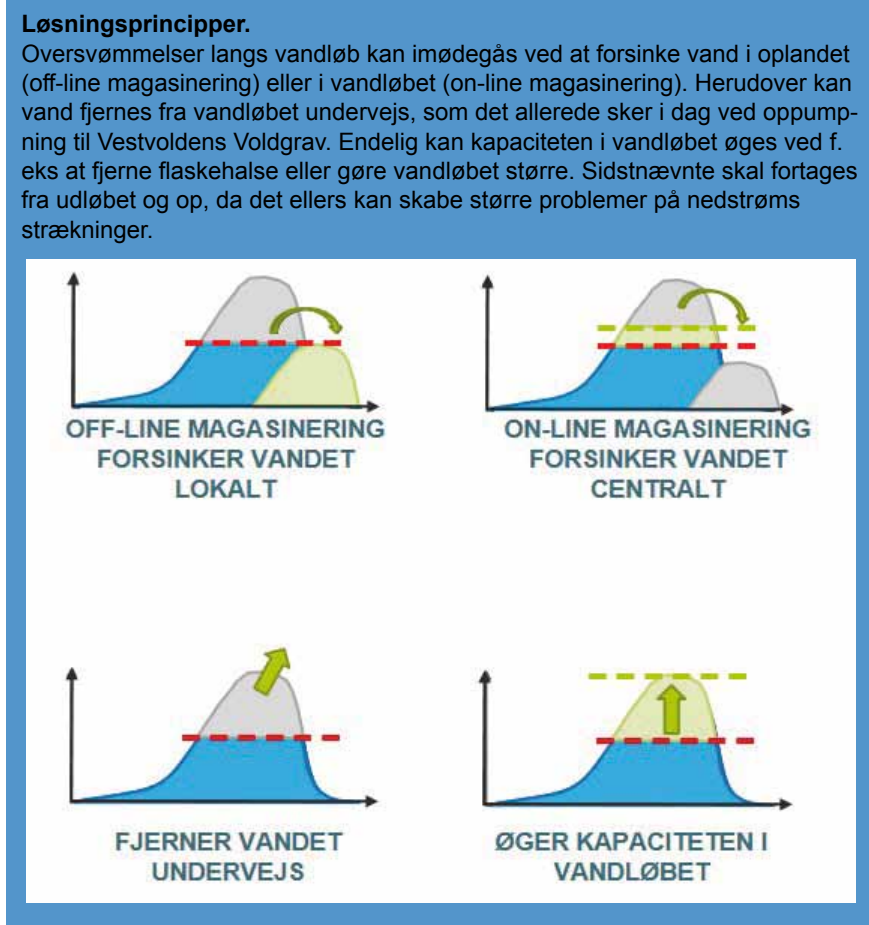 Løsningsprincipper.
Oversvømmelser langs vandløb kan imødegås ved at forsinke vand i oplandet
(off-line magasinering) eller i vandløbet (on-line magasinering). Herudover kan
vand fjernes fra vandløbet undervejs, som det allerede sker i dag ved oppump-
ning til Vestvoldens Voldgrav. Endelig kan kapaciteten i vandløbet øges ved f.
eks at fjerne flaskehalse eller gøre vandløbet større. Sidstnævnte skal fortages
fra udløbet og op, da det ellers kan skabe større problemer på nedstrøms
strækninger.
OFF-LINE MAGASINERING
FORSINKER VANDET
LOKALT
ON-LINE MAGASINERING
FORSINKER VANDET
CENTRALT
FJERNER VANDET
UNDERVEJS
ØGER KAPACITETEN I
VANDLØBET